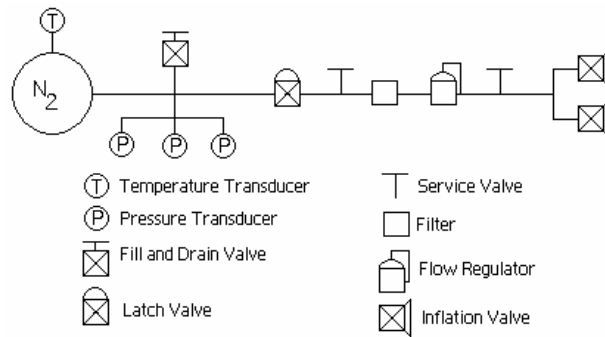 T
N2
P P P
T Temperature Transducer
P Pressure Transducer
Fill and Drain Valve
Latch Valve
Service Valve
Filter
Flow Regulator
Inflation Valve